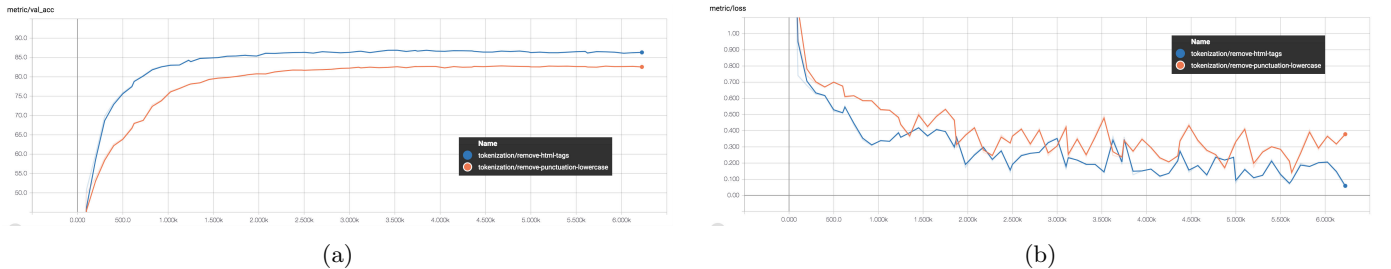 metric/val_acc
90.0
85.0
80.0
75.0
70.0
65.0
60.0
55.0
50.0
0.000 500.0 1.000k 1.500k 2.000k 2.500k 3.000k 3.500k 4.000k 4.500k 5.000k 5.500k 6.000k
Name
tokenization/remove-html-tags
tokenization/remove-punctuation-lowercase
(a)
metric/loss
1.00
0.900
0.800
0.700
0.600
0.500
0.400
0.300
0.200
0.100
0.00
0.000 500.0 1.000k 1.500k 2.000k 2.500k 3.000k 3.500k 4.000k 4.500k 5.000k 5.500k 6.000k
Name
tokenization/remove-html-tags
tokenization/remove-punctuation-lowercase
(b)